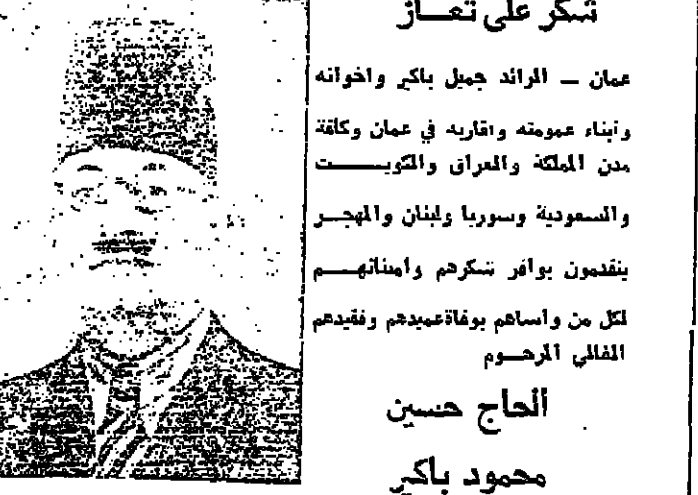 شكر على تعاز
عمان — الرائد جميل باكير واخوانه
وابناء عمومته واقاربه في عمان وكافة
مدن المملكة والعراق والكويت
والسعودية وسوريا ولبنان والمهجر
يتقدمون بوافر شكرهم وامتنانهم
لكل من واساهم بوفاة عميدهم وفقيدهم
الغالي المرحوم
الحاج حسين
محمود باكير